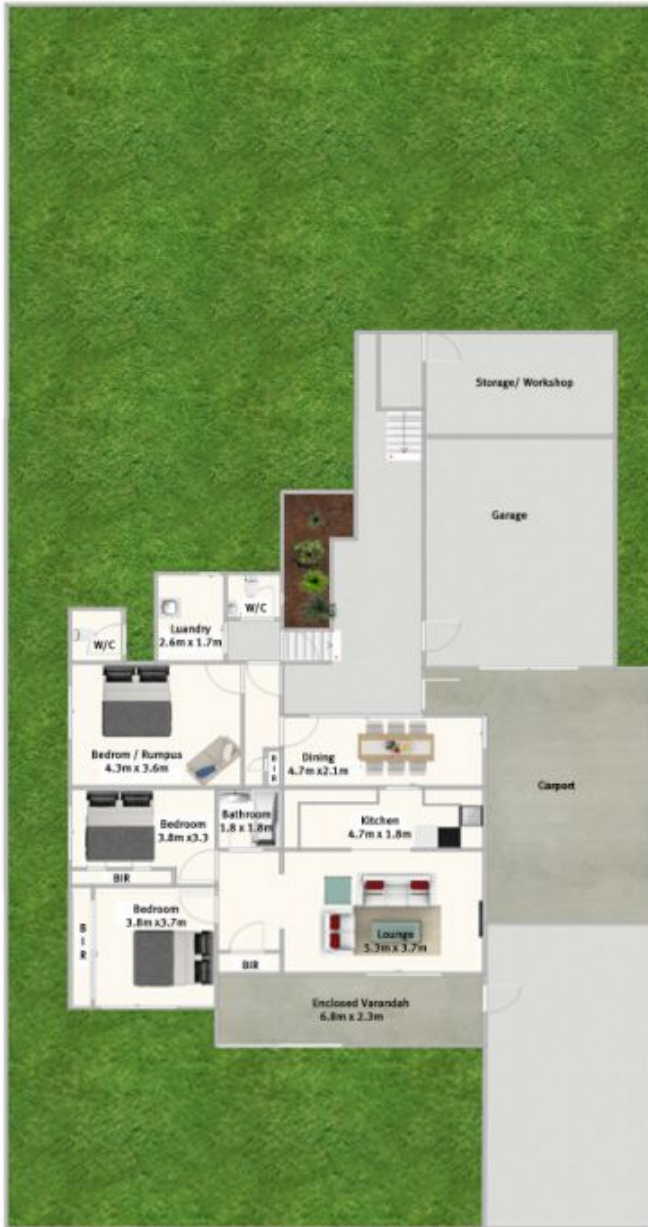 Storage/ Workshop
Garage
W/C
Luandry
2.6m x 1.7m
W/C
Bedrom / Rumpus
4.3m x 3.6m
B
I
R
Dining
4.7m x2.1m
Carport
Bedroom
3.8m x3.3
Bathroom
1.8 x 1.8m
Kitchen
4.7m x 1.8m
BIR
Bedroom
3.8m x3.7m
B
I
R
Lounge
5.3m x 3.7m
BIR
Enclosed Varandah
6.8m x 2.3m